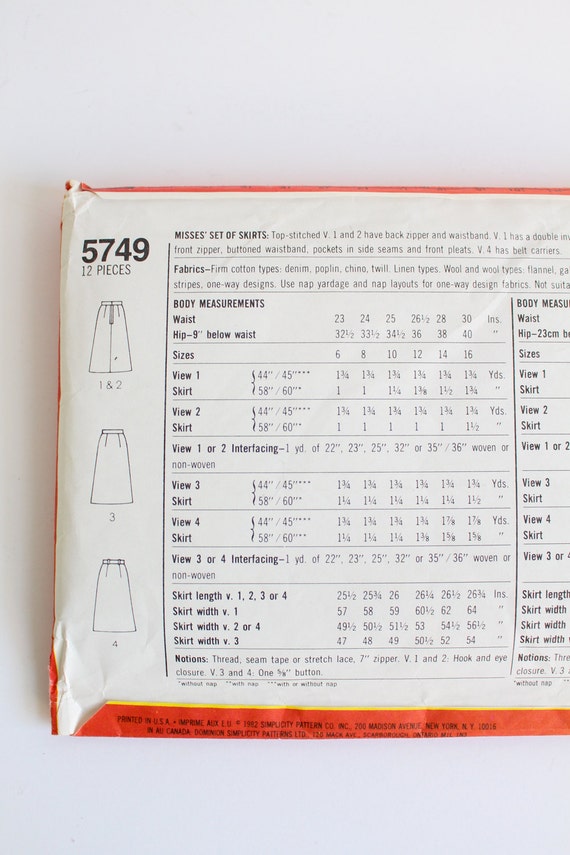 5749
12 PIECES
1 & 2
3
4
MISSES' SET OF SKIRTS: Top-stitched V. 1 and 2 have back zipper and waistband. V. 1 has a double inv
front zipper, buttoned waistband, pockets in side seams and front pleats. V. 4 has belt carriers.
Fabrics–Firm cotton types: denim, poplin, chino, twill. Linen types. Wool and wool types: flannel, ga
stripes, one-way designs. Use nap yardage and nap layouts for one-way design fabrics. Not suita
BODY MEASUREMENTS
Waist 23 24 25 26½ 28 30 Ins.
Hip–9" below waist 32½ 33½ 34½ 36 38 40 "
Sizes 6 8 10 12 14 16
View 1 44"/45"*** 1¾ 1¾ 1¾ 1¾ 1¾ 1¾ Yds.
Skirt 58"/60"** 1 1 1¼ 1⅜ 1½ 1¾ "
View 2 44"/45"*** 1¾ 1¾ 1¾ 1¾ 1¾ 1¾ Yds.
Skirt 58"/60"** 1 1 1 1 1 1½ "
View 1 or 2 Interfacing–1 yd. of 22", 23", 25", 32" or 35"/36" woven or
non-woven
View 3 44"/45"*** 1¾ 1¾ 1¾ 1¾ 1¾ 1¾ Yds.
Skirt 58"/60"** 1¼ 1¼ 1¼ 1¼ 1¼ 1½ "
View 4 44"/45"*** 1¾ 1¾ 1¾ 1¾ 1⅞ 1⅞ Yds.
Skirt 58"/60"** 1¼ 1¼ 1¼ 1⅜ 1⅝ 1⅝ "
View 3 or 4 Interfacing–1 yd. of 22", 23", 25", 32" or 35"/36" woven or
non-woven
Skirt length v. 1, 2, 3 or 4 25½ 25¾ 26 26¼ 26½ 26¾ Ins.
Skirt width v. 1 57 58 59 60½ 62 64 "
Skirt width v. 2 or 4 49½ 50½ 51½ 53 54½ 56½ "
Skirt width v. 3 47 48 49 50½ 52 54 "
Notions: Thread, seam tape or stretch lace, 7" zipper. V. 1 and 2: Hook and eye
closure. V. 3 and 4: One ⅝" button.
*without nap **with nap ***with or without nap
BODY MEASU
Waist
Hip–23cm be
Sizes
View 1
Skirt
View 2
Skirt
View 1 or 2
View 3
Skirt
View 4
Skirt
View 3 or 4
Skirt length
Skirt width
Skirt width
Skirt width
Notions: Thre
closure. V. 3 a
*without nap **
PRINTED IN U.S.A. • IMPRIME AUX E.U. © 1982 SIMPLICITY PATTERN CO. INC., 200 MADISON AVENUE, NEW YORK, N.Y. 10016
IN AU CANADA: DOMINION SIMPLICITY PATTERNS LTD., 110 MACK AVE., SCARBOROUGH, ONTARIO M1L